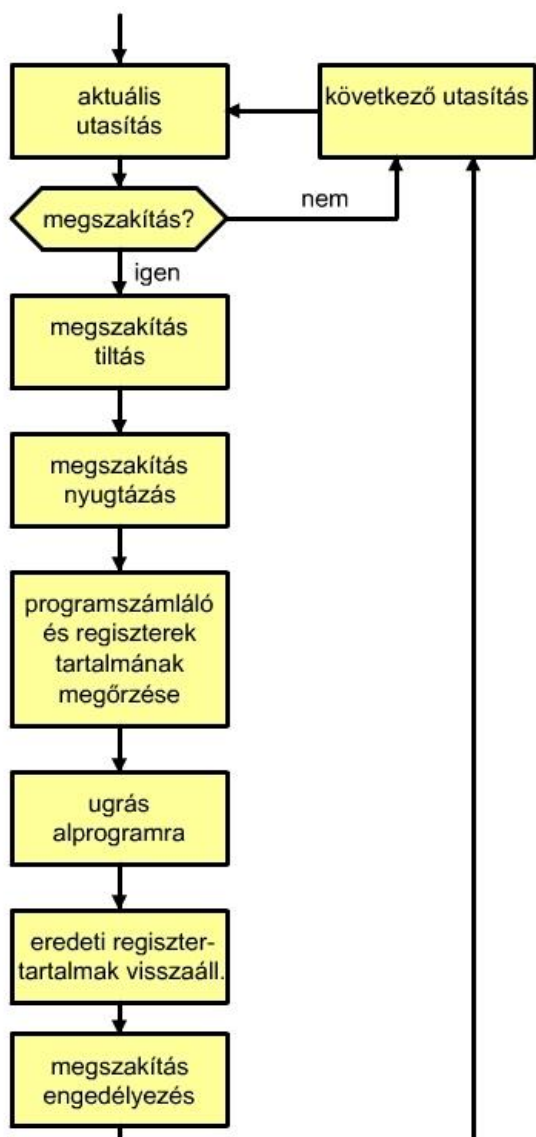 aktuális
utasítás
következő utasítás
megszakítás?
nem
igen
megszakítás
tiltás
megszakítás
nyugtázás
programszámláló
és regiszterek
tartalmának
megőrzése
ugrás
alprogramra
eredeti regiszter-
tartalmak visszaáll.
megszakítás
engedélyezés